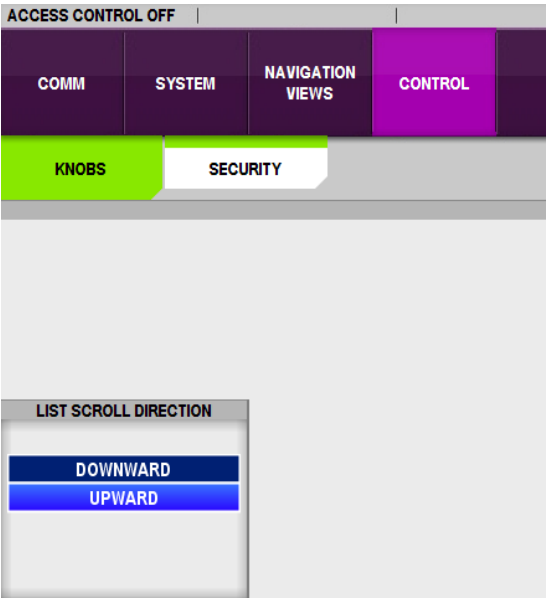 ACCESS CONTROL OFF
COMM SYSTEM NAVIGATION VIEWS CONTROL
KNOBS SECURITY
LIST SCROLL DIRECTION
DOWNWARD
UPWARD